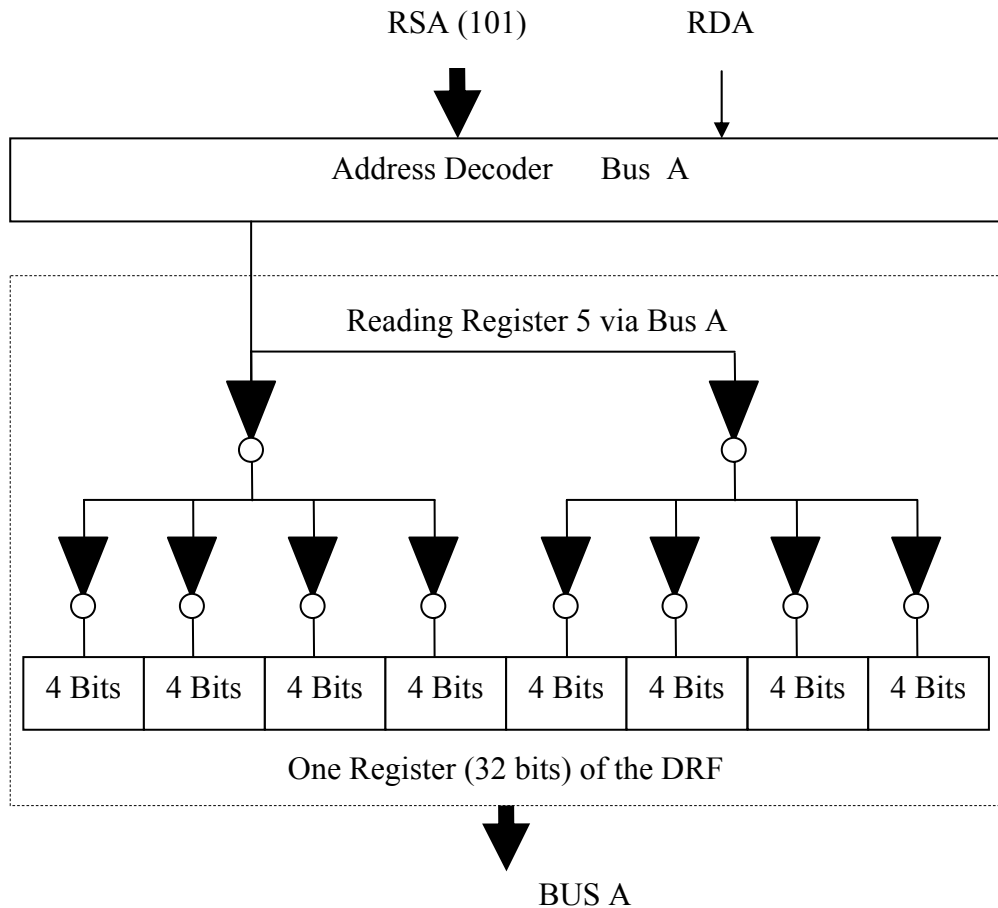 RSA (101) RDA
Address Decoder Bus A
Reading Register 5 via Bus A
4 Bits 4 Bits 4 Bits 4 Bits 4 Bits 4 Bits 4 Bits 4 Bits
One Register (32 bits) of the DRF
BUS A